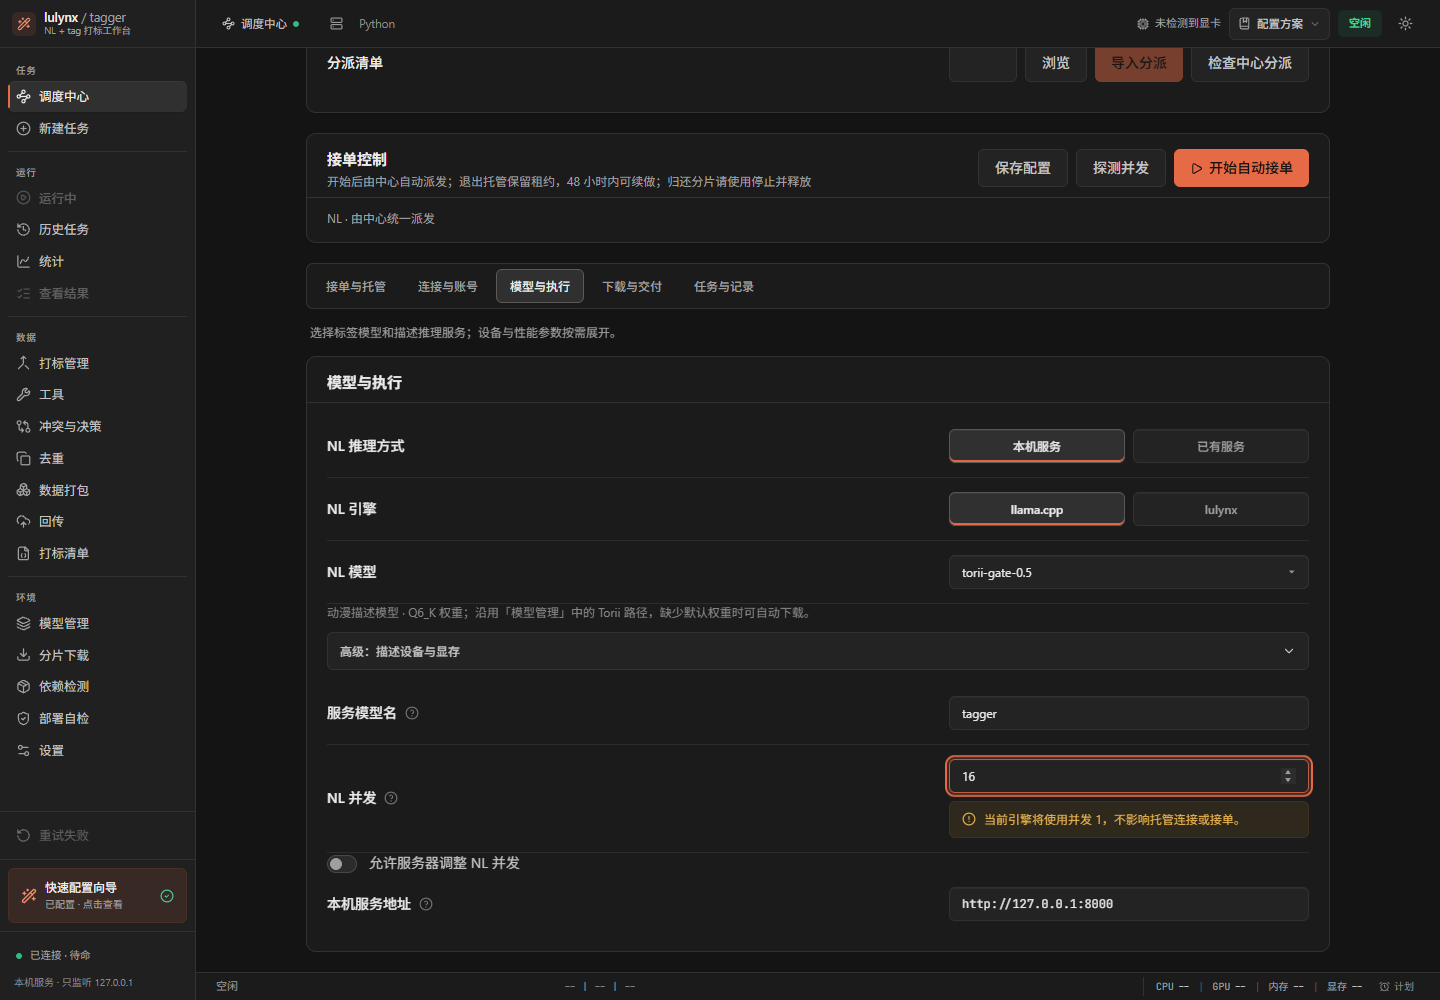 lulynx / tagger
NL + tag 打标工作台
调度中心
Python
未检测到显卡
配置方案
空闲
任务
调度中心
新建任务
运行
运行中
历史任务
统计
查看结果
数据
打标管理
工具
冲突与决策
去重
数据打包
回传
打标清单
环境
模型管理
分片下载
依赖检测
部署自检
设置
重试失败
快速配置向导
已配置 · 点击查看
已连接 · 待命
本机服务 · 只监听 127.0.0.1
分派清单
浏览
导入分派
检查中心分派
接单控制
开始后由中心自动派发；退出托管保留租约，48 小时内可续做；归还分片请使用停止并释放
保存配置
探测并发
开始自动接单
NL · 由中心统一派发
接单与托管
连接与账号
模型与执行
下载与交付
任务与记录
选择标签模型和描述推理服务；设备与性能参数按需展开。
模型与执行
NL 推理方式
本机服务
已有服务
NL 引擎
llama.cpp
lulynx
NL 模型
torii-gate-0.5
动漫描述模型 · Q6_K 权重；沿用「模型管理」中的 Torii 路径，缺少默认权重时可自动下载。
高级：描述设备与显存
服务模型名
tagger
NL 并发
16
当前引擎将使用并发 1，不影响托管连接或接单。
允许服务器调整 NL 并发
本机服务地址
http://127.0.0.1:8000
空闲
-- | -- | --
CPU -- | GPU -- | 内存 -- | 显存 --
计划